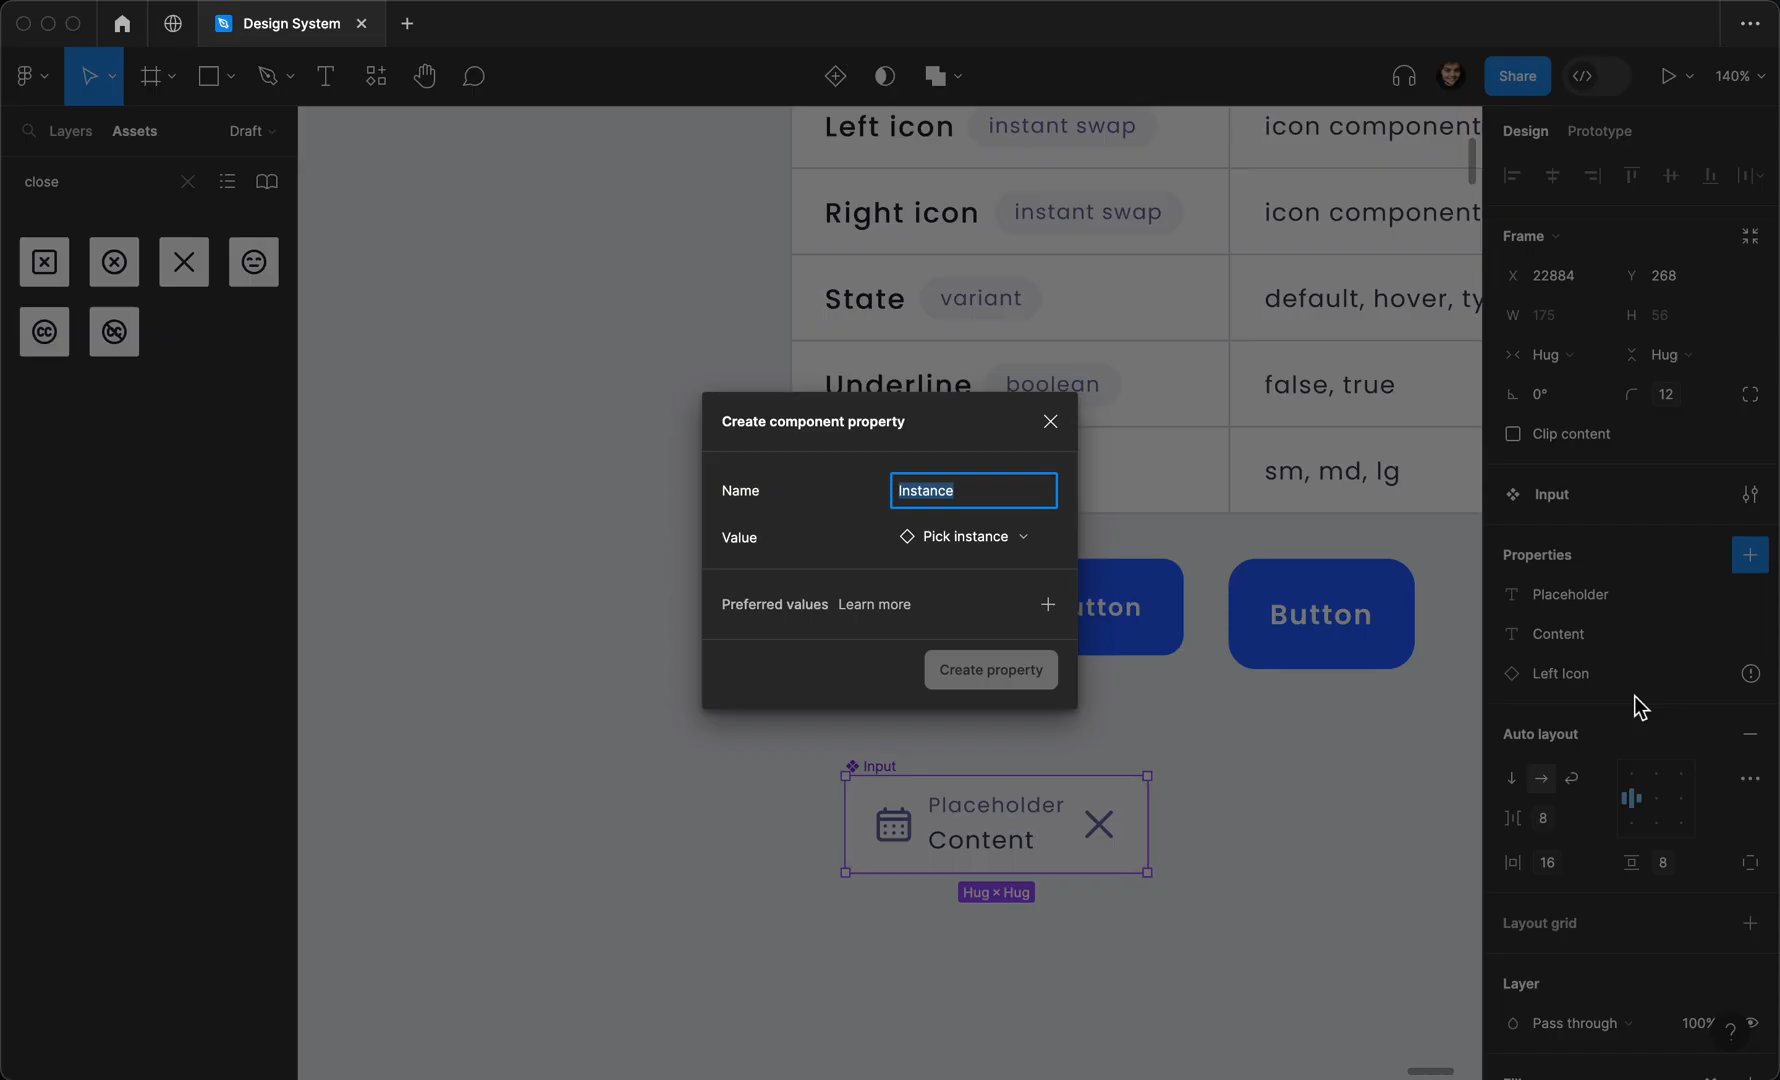 Design System
Share
140%
Layers
Assets
Draft
close
Left icon instant swap icon component
Right icon instant swap icon component
State variant default, hover, ty
Underline boolean false, true
sm, md, lg
Create component property
Name Instance
Value Pick instance
Preferred values Learn more
Create property
utton
Button
Input
Placeholder
Content
Hug × Hug
Design Prototype
Frame
X 22884 Y 268
W 175 H 56
Hug Hug
0° 12
Clip content
Input
Properties
T Placeholder
T Content
Left Icon
Auto layout
8
16 8
Layout grid
Layer
Pass through 100%
?